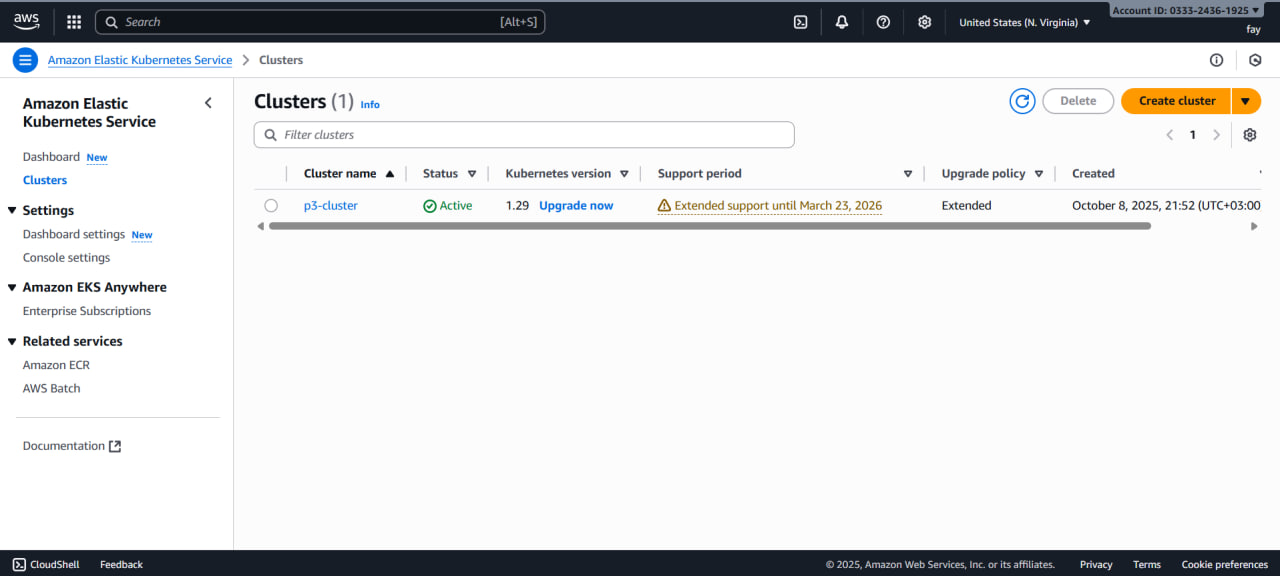 aws
Search [Alt+S]
United States (N. Virginia)
Account ID: 0333-2436-1925
fay
Amazon Elastic Kubernetes Service > Clusters
Amazon Elastic
Kubernetes Service
Dashboard New
Clusters
Settings
Dashboard settings New
Console settings
Amazon EKS Anywhere
Enterprise Subscriptions
Related services
Amazon ECR
AWS Batch
Documentation
Clusters (1) Info
Delete
Create cluster
Filter clusters
1
Cluster name Status Kubernetes version Support period Upgrade policy Created
p3-cluster Active 1.29 Upgrade now Extended support until March 23, 2026 Extended October 8, 2025, 21:52 (UTC+03:00
CloudShell Feedback © 2025, Amazon Web Services, Inc. or its affiliates. Privacy Terms Cookie preferences